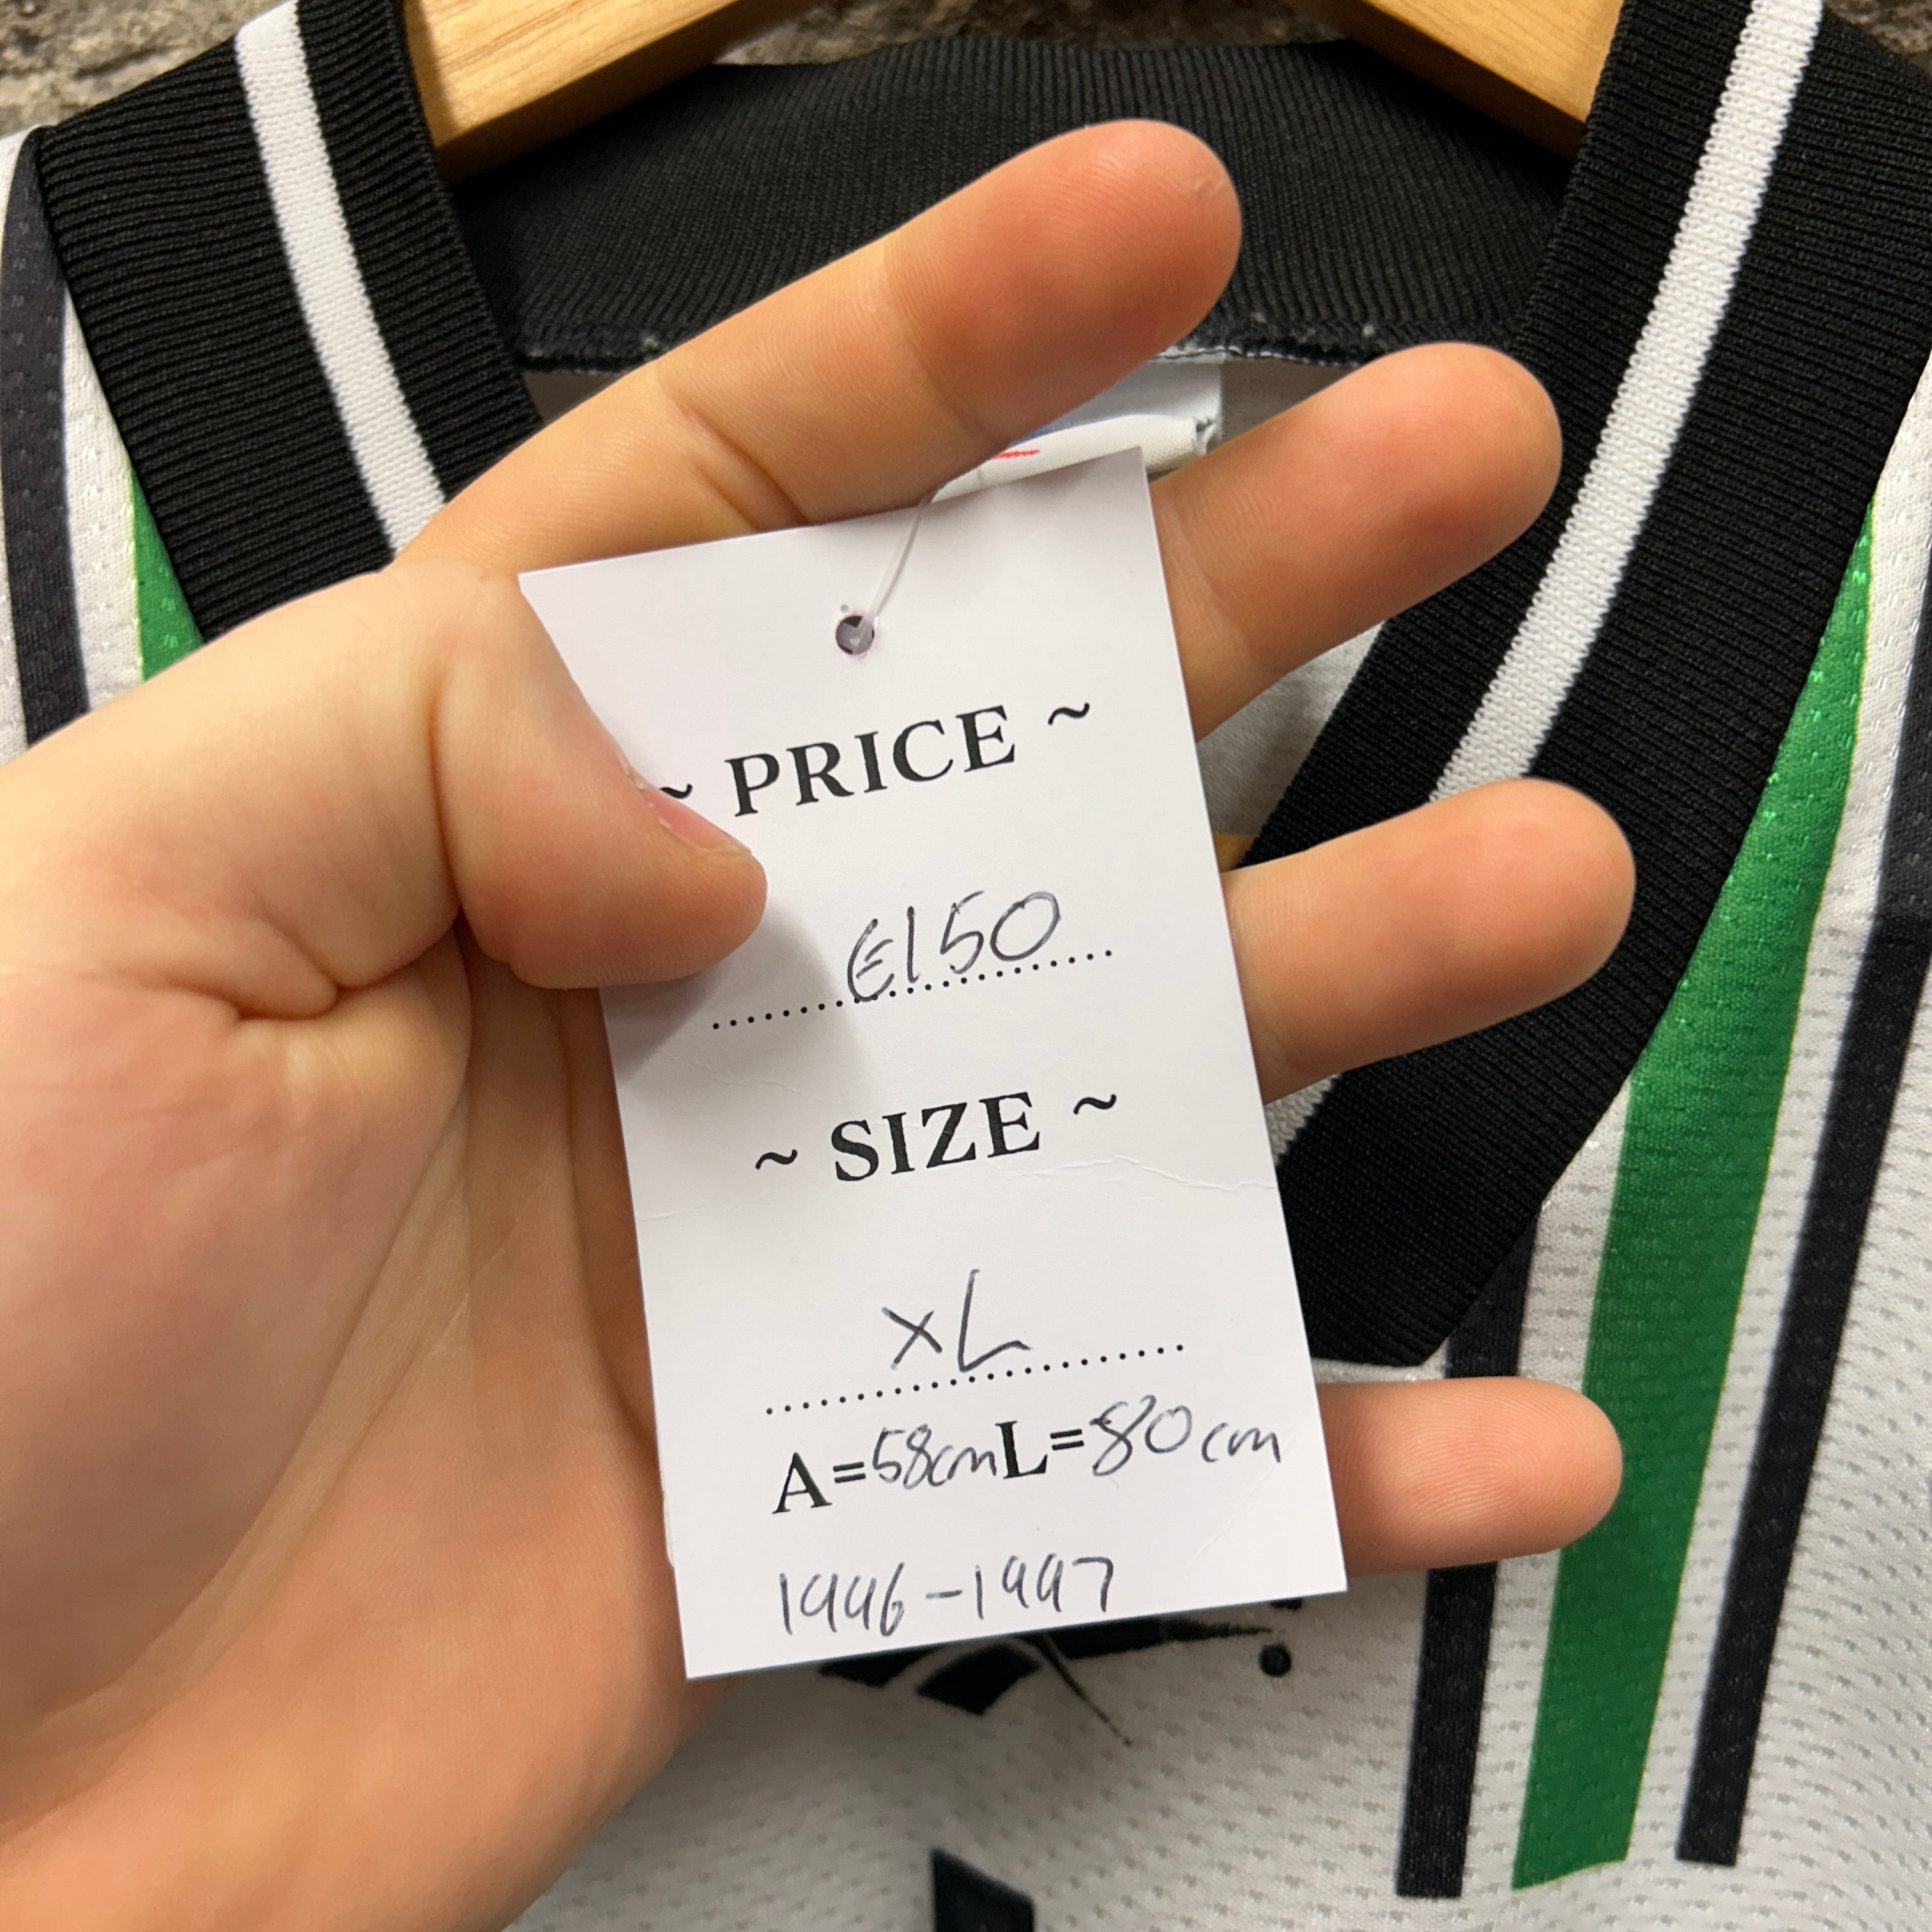 ~ PRICE ~
€150
~ SIZE ~
XL
A=58cm L=80cm
1996-1997